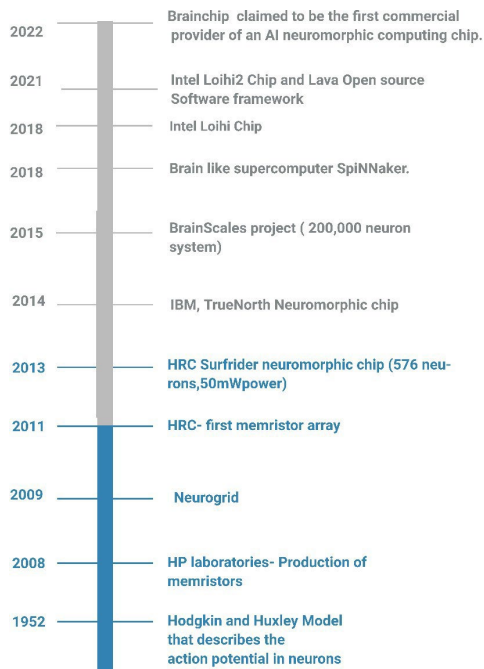 2022
Brainchip claimed to be the first commercial
provider of an AI neuromorphic computing chip.
2021
Intel Loihi2 Chip and Lava Open source
Software framework
2018
Intel Loihi Chip
2018
Brain like supercomputer SpiNNaker.
2015
BrainScales project ( 200,000 neuron
system)
2014
IBM, TrueNorth Neuromorphic chip
2013
HRC Surfrider neuromorphic chip (576 neu-
rons,50mWpower)
2011
HRC- first memristor array
2009
Neurogrid
2008
HP laboratories- Production of
memristors
1952
Hodgkin and Huxley Model
that describes the
action potential in neurons